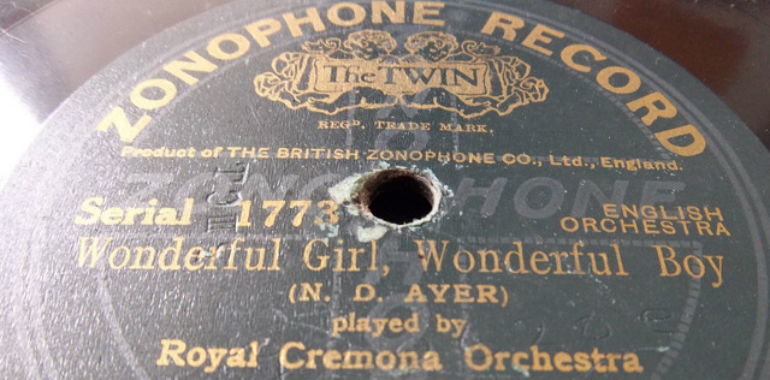 ZONOPHONE RECORD
The TWIN
REGD. TRADE MARK.
Product of THE BRITISH ZONOPHONE CO., Ltd., England.
ZONOPHONE
Serial 1773
ENGLISH
ORCHESTRA
Wonderful Girl, Wonderful Boy
(N. D. AYER)
played by
Royal Cremona Orchestra